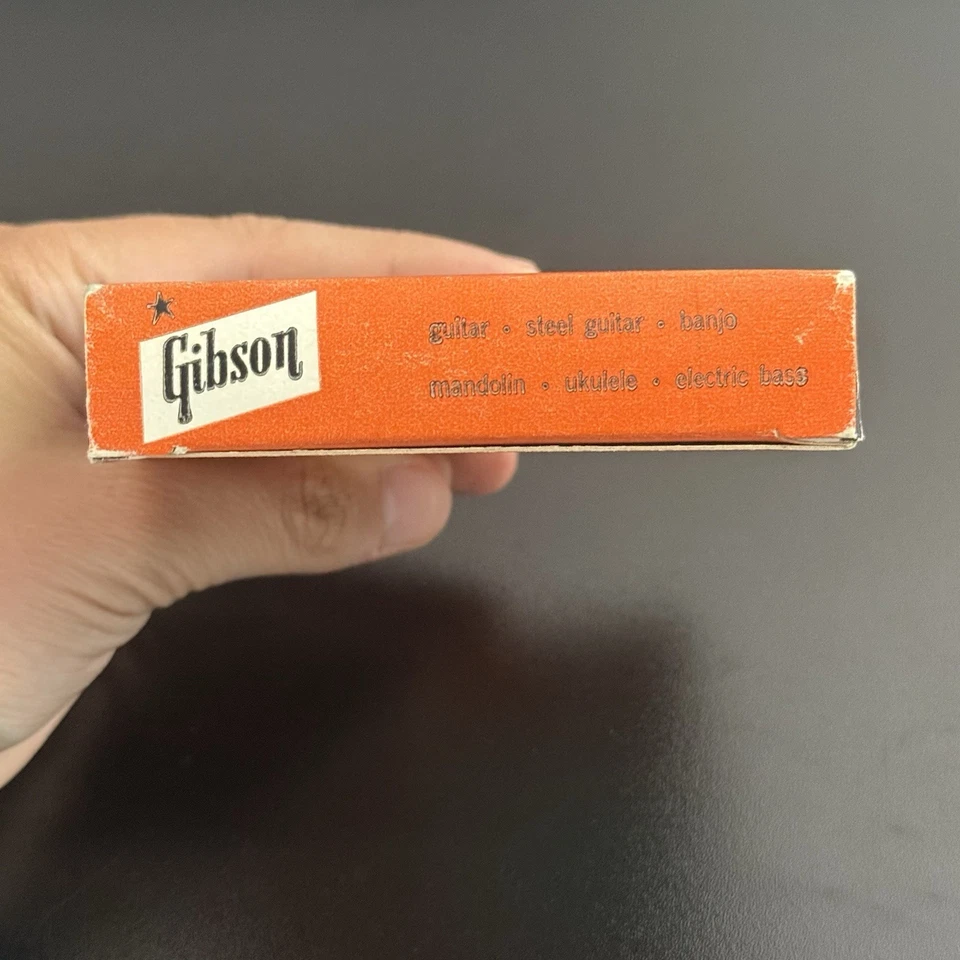 Gibson
guitar • steel guitar • banjo
mandolin • ukulele • electric bass